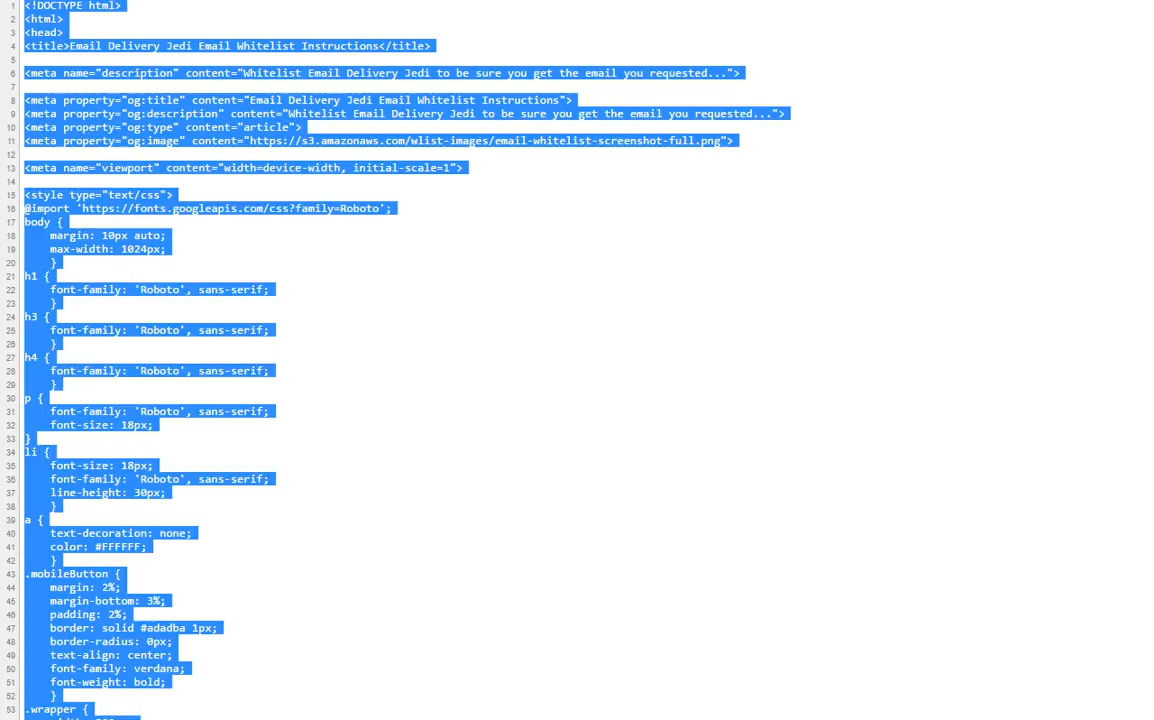 1 <!DOCTYPE html>
2 <html>
3 <head>
4 <title>Email Delivery Jedi Email Whitelist Instructions</title>
5
6 <meta name="description" content="Whitelist Email Delivery Jedi to be sure you get the email you requested...">
7
8 <meta property="og:title" content="Email Delivery Jedi Email Whitelist Instructions">
9 <meta property="og:description" content="Whitelist Email Delivery Jedi to be sure you get the email you requested...">
10 <meta property="og:type" content="article">
11 <meta property="og:image" content="https://s3.amazonaws.com/wlist-images/email-whitelist-screenshot-full.png">
12
13 <meta name="viewport" content="width=device-width, initial-scale=1">
14
15 <style type="text/css">
16 @import 'https://fonts.googleapis.com/css?family=Roboto';
17 body {
18 margin: 10px auto;
19 max-width: 1024px;
20 }
21 h1 {
22 font-family: 'Roboto', sans-serif;
23 }
24 h3 {
25 font-family: 'Roboto', sans-serif;
26 }
27 h4 {
28 font-family: 'Roboto', sans-serif;
29 }
30 p {
31 font-family: 'Roboto', sans-serif;
32 font-size: 18px;
33 }
34 li {
35 font-size: 18px;
36 font-family: 'Roboto', sans-serif;
37 line-height: 30px;
38 }
39 a {
40 text-decoration: none;
41 color: #FFFFFF;
42 }
43 .mobileButton {
44 margin: 2%;
45 margin-bottom: 3%;
46 padding: 2%;
47 border: solid #adadba 1px;
48 border-radius: 0px;
49 text-align: center;
50 font-family: verdana;
51 font-weight: bold;
52 }
53 .wrapper {